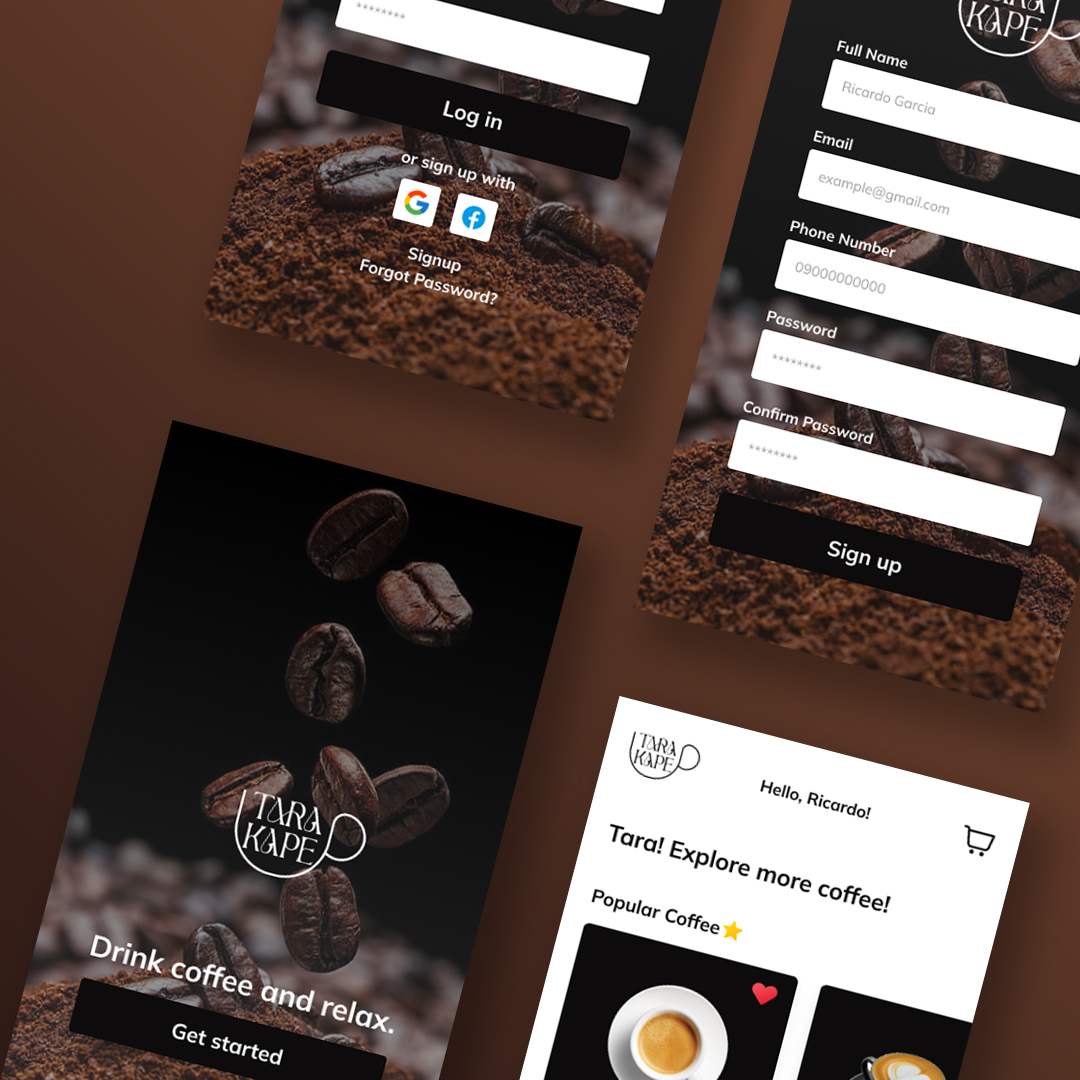 ********
Log in
or sign up with
Signup
Forgot Password?
KAPE
Full Name
Ricardo Garcia
Email
example@gmail.com
Phone Number
09000000000
Password
********
Confirm Password
********
Sign up
TARA
KAPE
Drink coffee and relax.
Get started
TARA
KAPE
Hello, Ricardo!
Tara! Explore more coffee!
Popular Coffee⭐